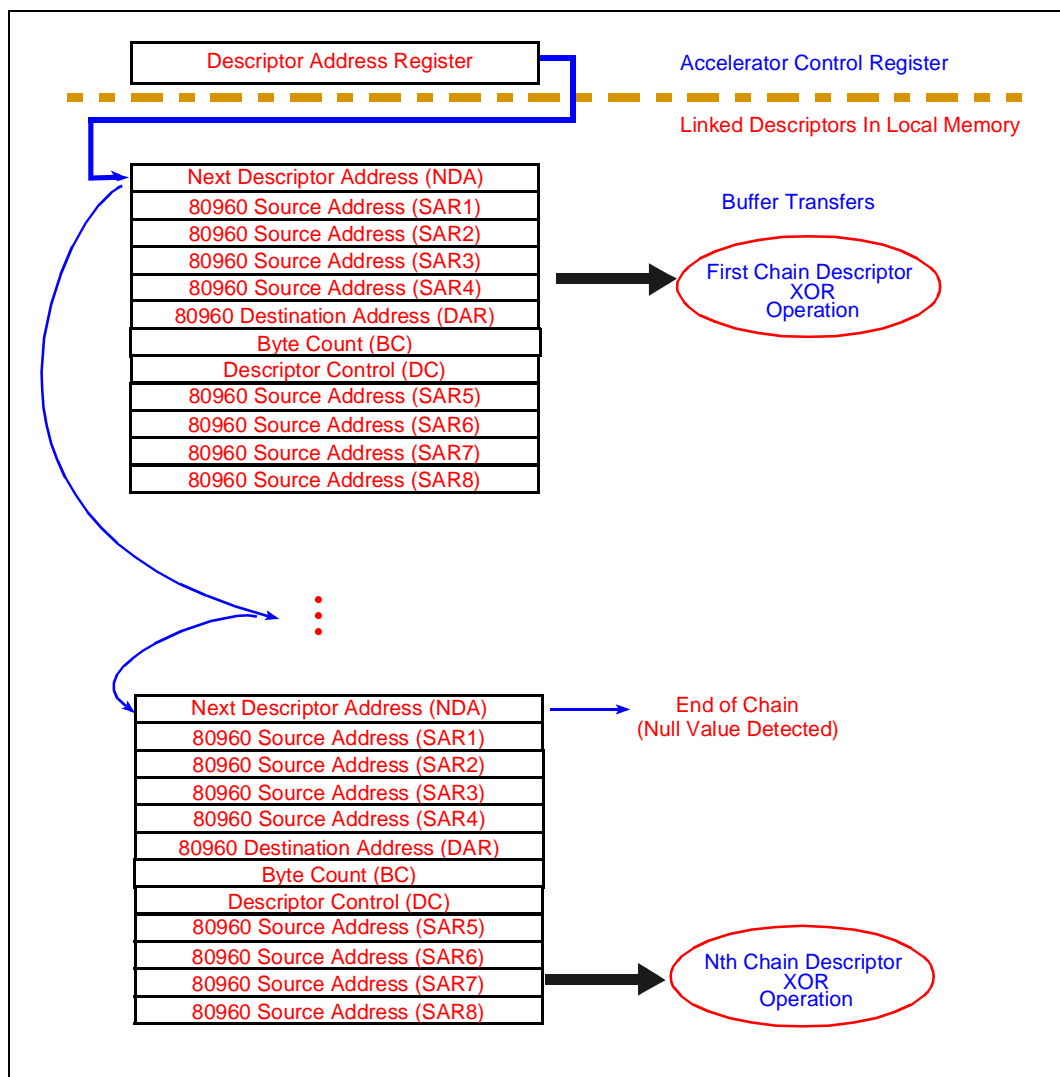 Descriptor Address Register
Accelerator Control Register
Linked Descriptors In Local Memory
Next Descriptor Address (NDA)
80960 Source Address (SAR1)
80960 Source Address (SAR2)
80960 Source Address (SAR3)
80960 Source Address (SAR4)
80960 Destination Address (DAR)
Byte Count (BC)
Descriptor Control (DC)
80960 Source Address (SAR5)
80960 Source Address (SAR6)
80960 Source Address (SAR7)
80960 Source Address (SAR8)
Buffer Transfers
First Chain Descriptor
XOR
Operation
Next Descriptor Address (NDA)
80960 Source Address (SAR1)
80960 Source Address (SAR2)
80960 Source Address (SAR3)
80960 Source Address (SAR4)
80960 Destination Address (DAR)
Byte Count (BC)
Descriptor Control (DC)
80960 Source Address (SAR5)
80960 Source Address (SAR6)
80960 Source Address (SAR7)
80960 Source Address (SAR8)
End of Chain
(Null Value Detected)
Nth Chain Descriptor
XOR
Operation